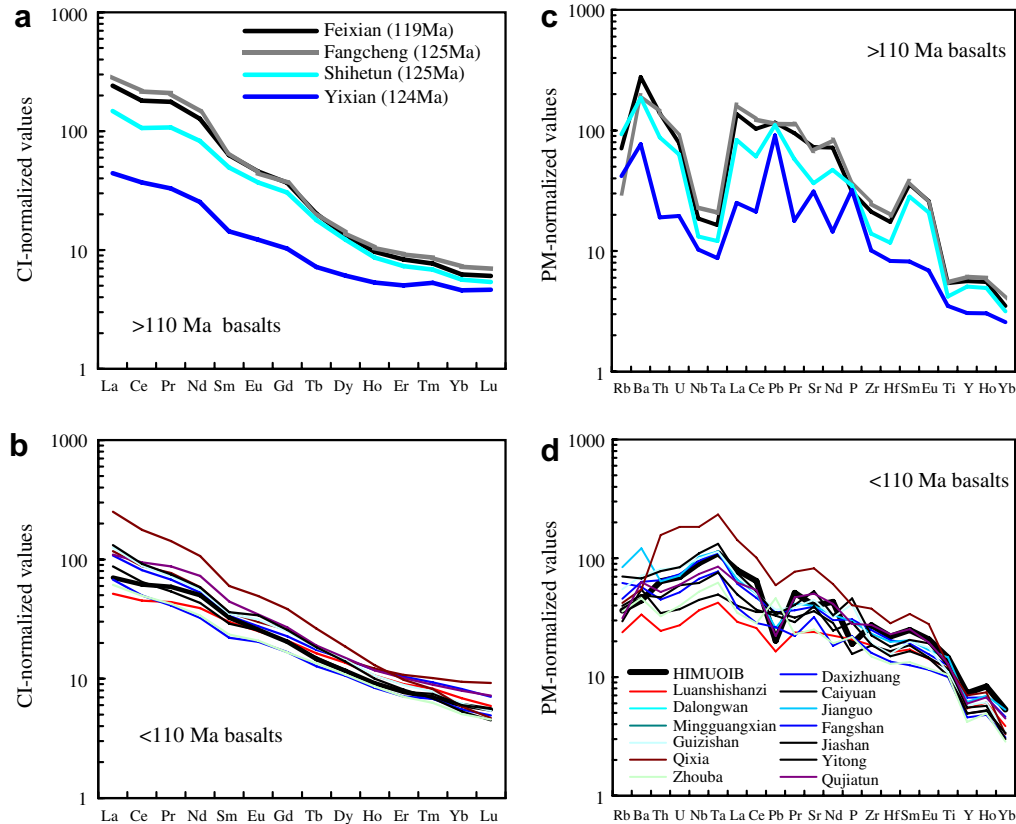 a
1000
100
10
1
CI-normalized values
Feixian (119Ma)
Fangcheng (125Ma)
Shihetun (125Ma)
Yixian (124Ma)
>110 Ma basalts
La Ce Pr Nd Sm Eu Gd Tb Dy Ho Er Tm Yb Lu
c
1000
100
10
1
PM-normalized values
>110 Ma basalts
Rb Ba Th U Nb Ta La Ce Pb Pr Sr Nd P Zr Hf Sm Eu Ti Y Ho Yb
b
1000
100
10
1
CI-normalized values
<110 Ma basalts
La Ce Pr Nd Sm Eu Gd Tb Dy Ho Er Tm Yb Lu
d
1000
100
10
1
PM-normalized values
<110 Ma basalts
HIMUOIB
Luanshishanzi
Dalongwan
Mingguangxian
Guizishan
Qixia
Zhouba
Daxizhuang
Caiyuan
Jianguo
Fangshan
Jiashan
Yitong
Qujiatun
Rb Ba Th U Nb Ta La Ce Pb Pr Sr Nd P Zr Hf Sm Eu Ti Y Ho Yb